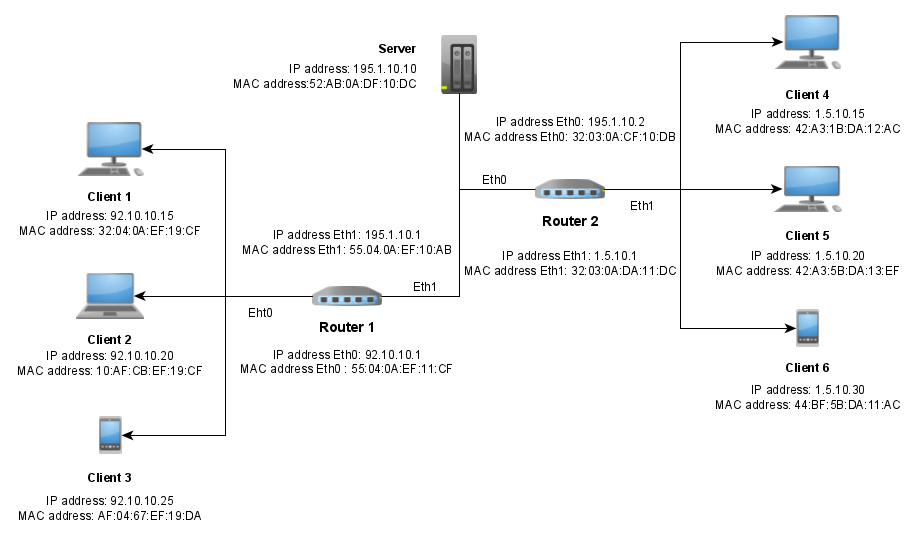 Server
IP address: 195.1.10.10
MAC address:52:AB:0A:DF:10:DC
Client 4
IP address: 1.5.10.15
MAC address: 42:A3:1B:DA:12:AC
IP address Eth0: 195.1.10.2
MAC address Eth0: 32:03:0A:CF:10:DB
Eth0
Router 2
Eth1
Client 1
IP address: 92.10.10.15
MAC address: 32:04:0A:EF:19:CF
Client 5
IP address: 1.5.10.20
MAC address: 42:A3:5B:DA:13:EF
IP address Eth1: 195.1.10.1
MAC address Eth1: 55.04.0A:EF:10:AB
IP address Eth1: 1.5.10.1
MAC address Eth1: 32:03:0A:DA:11:DC
Eth1
Eht0
Router 1
Client 2
IP address: 92.10.10.20
MAC address: 10:AF:CB:EF:19:CF
IP address Eth0: 92.10.10.1
MAC address Eth0 : 55:04:0A:EF:11:CF
Client 6
IP address: 1.5.10.30
MAC address: 44:BF:5B:DA:11:AC
Client 3
IP address: 92.10.10.25
MAC address: AF:04:67:EF:19:DA